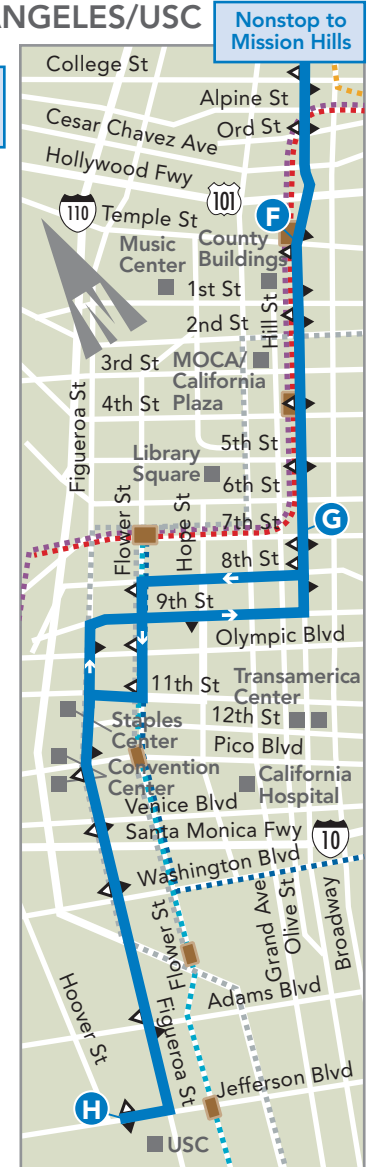 ANGELES/USC
Nonstop to
Mission Hills
College St
Alpine St
Cesar Chavez Ave
Ord St
Hollywood Fwy
101
110
Temple St
F
Music
Center
County
Buildings
1st St
2nd St
Hill St
3rd St
MOCA/
California
Plaza
4th St
Figueroa St
5th St
Library
Square
6th St
Flower St
Hope St
7th St
G
8th St
9th St
Olympic Blvd
11th St
Transamerica
Center
12th St
Staples
Center
Pico Blvd
Convention
Center
California
Hospital
Venice Blvd
Santa Monica Fwy
10
Washington Blvd
Flower St
Grand Ave
Olive St
Broadway
Hoover St
Figueroa St
Adams Blvd
Jefferson Blvd
H
USC